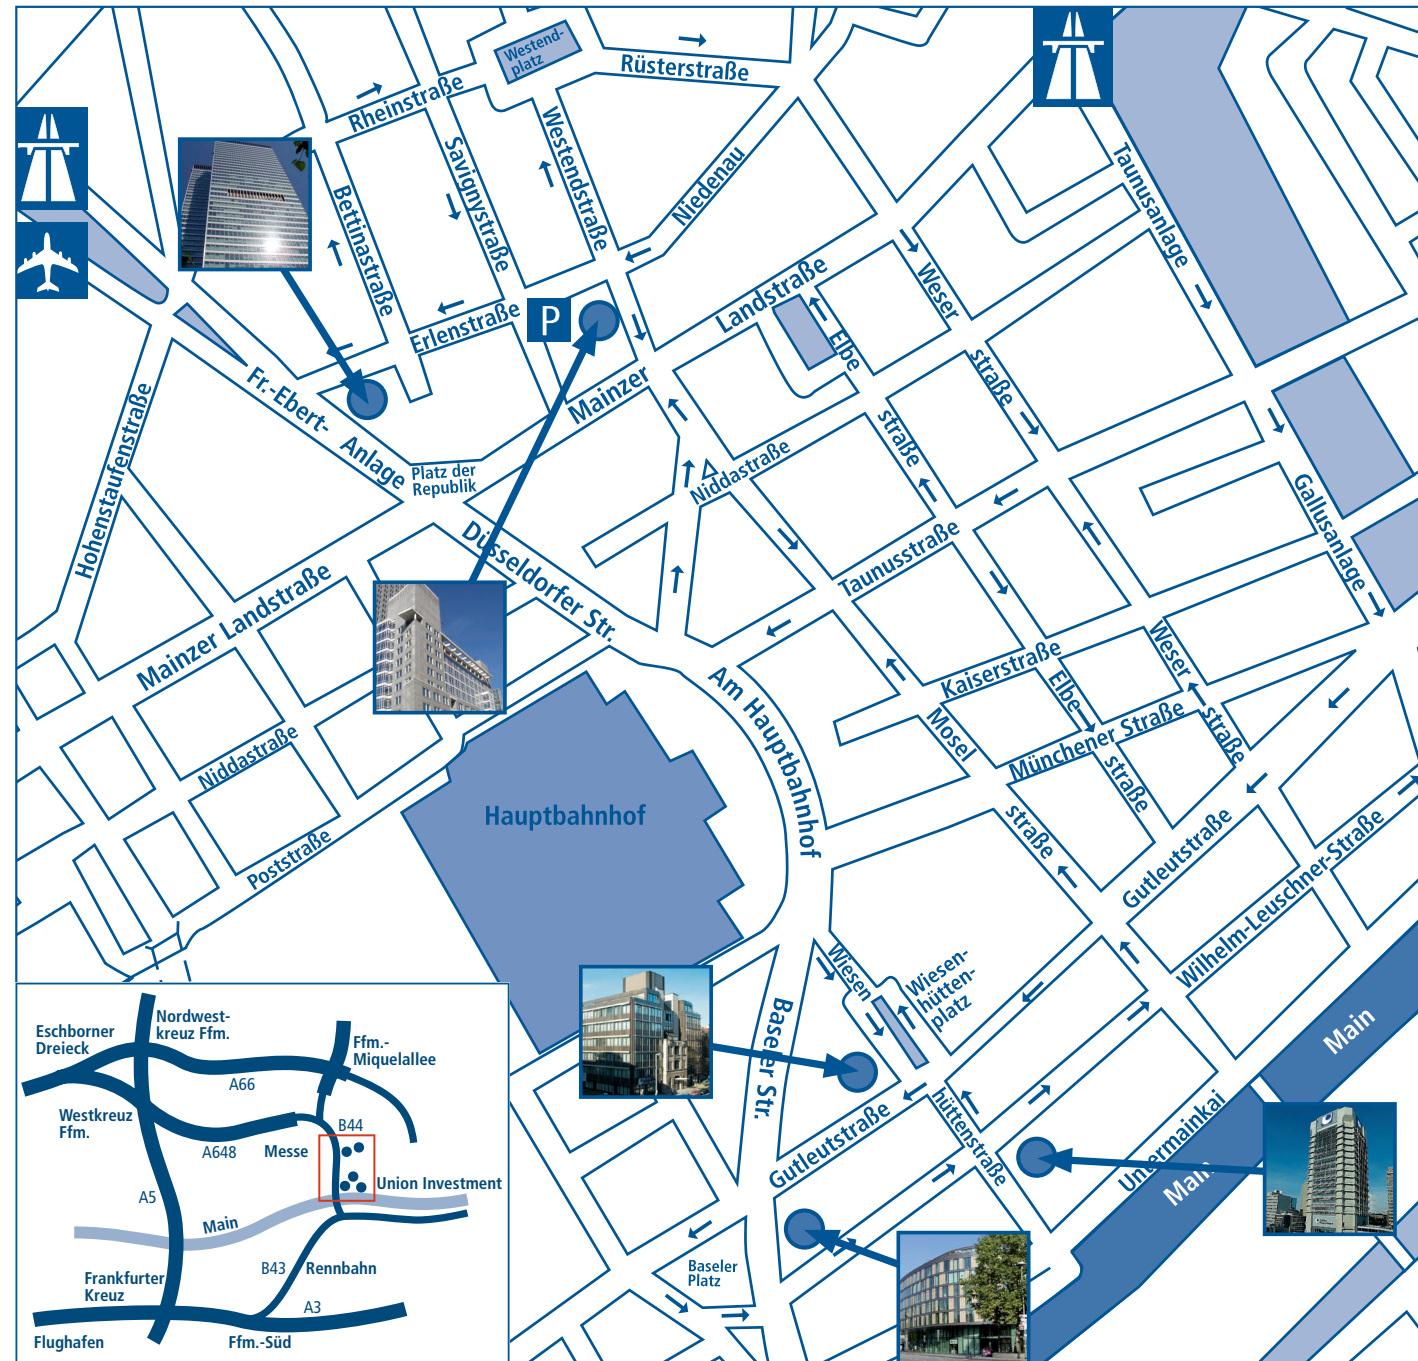 Westend-
platz
Rüsterstraße
Rheinstraße
Savignystraße
Westendstraße
Bettinastraße
Niedenau
Taunusanlage
Landstraße
Weser
straße
Erlenstraße
P
Elbe
straße
Mainzer
Fr.-Ebert-
Anlage
Platz der
Republik
Hohenstaufenstraße
Niddastraße
Gallusanlage
Düsseldorfer Str.
Taunusstraße
Mainzer Landstraße
Weser
straße
Kaiserstraße
Elbe
straße
Am Hauptbahnhof
Mosel
straße
Münchener Straße
Niddastraße
Hauptbahnhof
Poststraße
Gutleutstraße
Wilhelm-Leuschner-Straße
Wiesen
hüttenstraße
Wiesen-
hütten-
platz
Baseler Str.
Main
Gutleutstraße
Untermainkai
Main
Baseler
Platz
Eschborner
Dreieck
Nordwest-
kreuz Ffm.
Ffm.-
Miquelallee
A66
Westkreuz
Ffm.
B44
A648
Messe
A5
Union Investment
Main
Frankfurter
Kreuz
B43
Rennbahn
A3
Flughafen
Ffm.-Süd